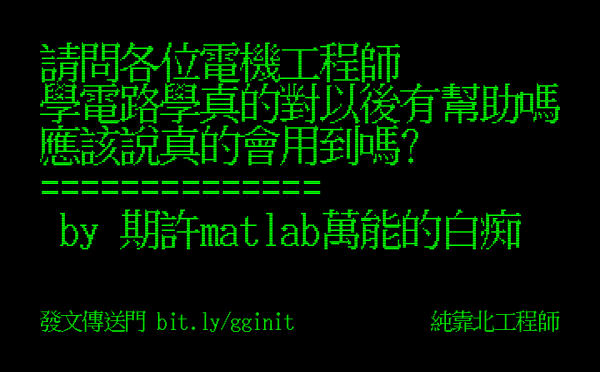 請問各位電機工程師
學電路學真的對以後有幫助嗎
應該說真的會用到嗎?
==============
by 期許matlab萬能的白痴
發文傳送門 bit.ly/gginit
純靠北工程師